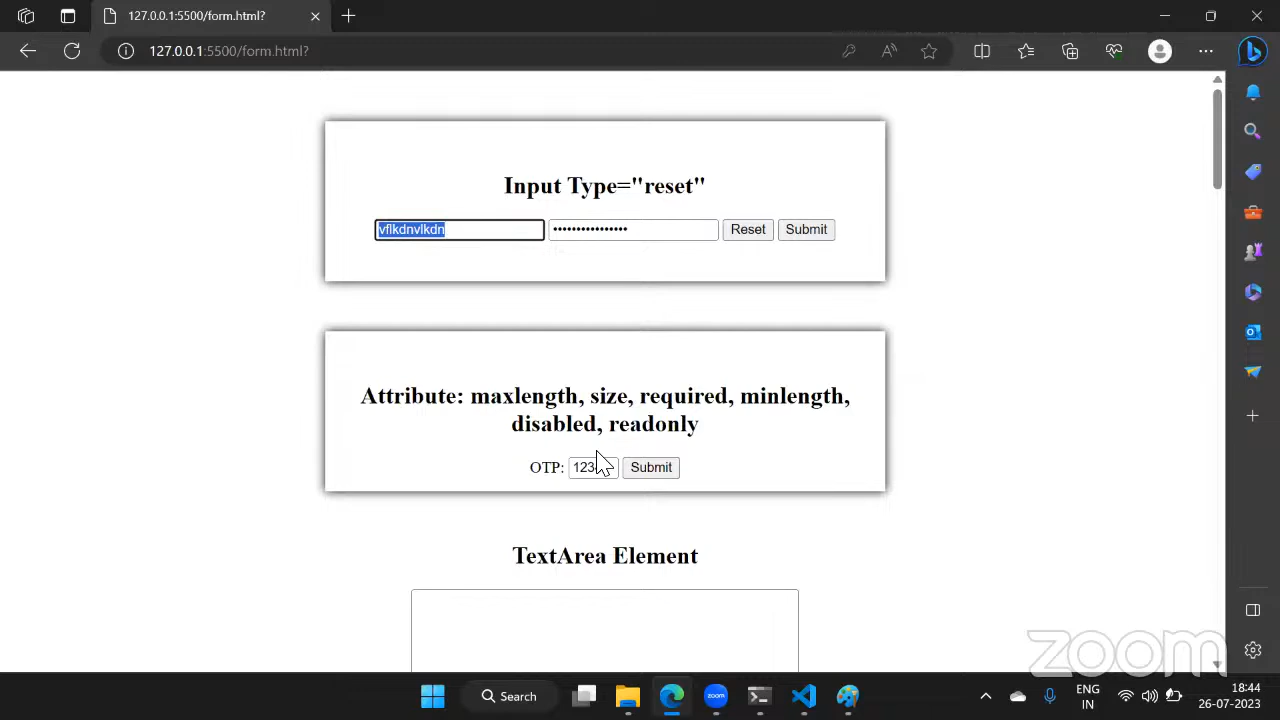 127.0.0.1:5500/form.html?
127.0.0.1:5500/form.html?
Input Type="reset"
vflkdnvlkdn
Reset
Submit
Attribute: maxlength, size, required, minlength,
disabled, readonly
OTP:
123
Submit
TextArea Element
zoom
Search
zoom
ENG
IN
18:44
26-07-2023